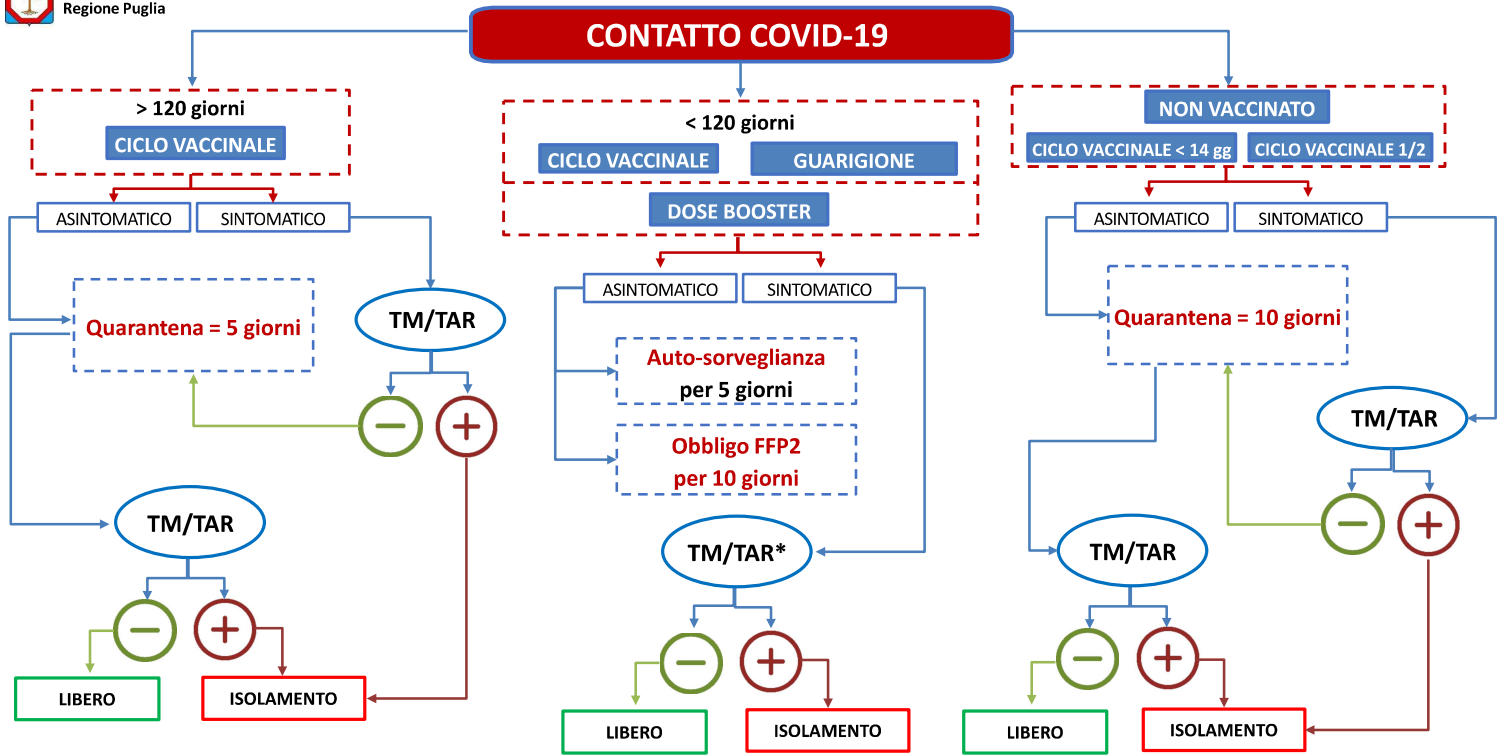 Regione Puglia
CONTATTO COVID-19
> 120 giorni
CICLO VACCINALE
ASINTOMATICO
SINTOMATICO
Quarantena = 5 giorni
TM/TAR
TM/TAR
LIBERO
ISOLAMENTO
< 120 giorni
CICLO VACCINALE
GUARIGIONE
DOSE BOOSTER
ASINTOMATICO
SINTOMATICO
Auto-sorveglianza
per 5 giorni
Obbligo FFP2
per 10 giorni
TM/TAR*
LIBERO
ISOLAMENTO
NON VACCINATO
CICLO VACCINALE < 14 gg
CICLO VACCINALE 1/2
ASINTOMATICO
SINTOMATICO
Quarantena = 10 giorni
TM/TAR
TM/TAR
LIBERO
ISOLAMENTO